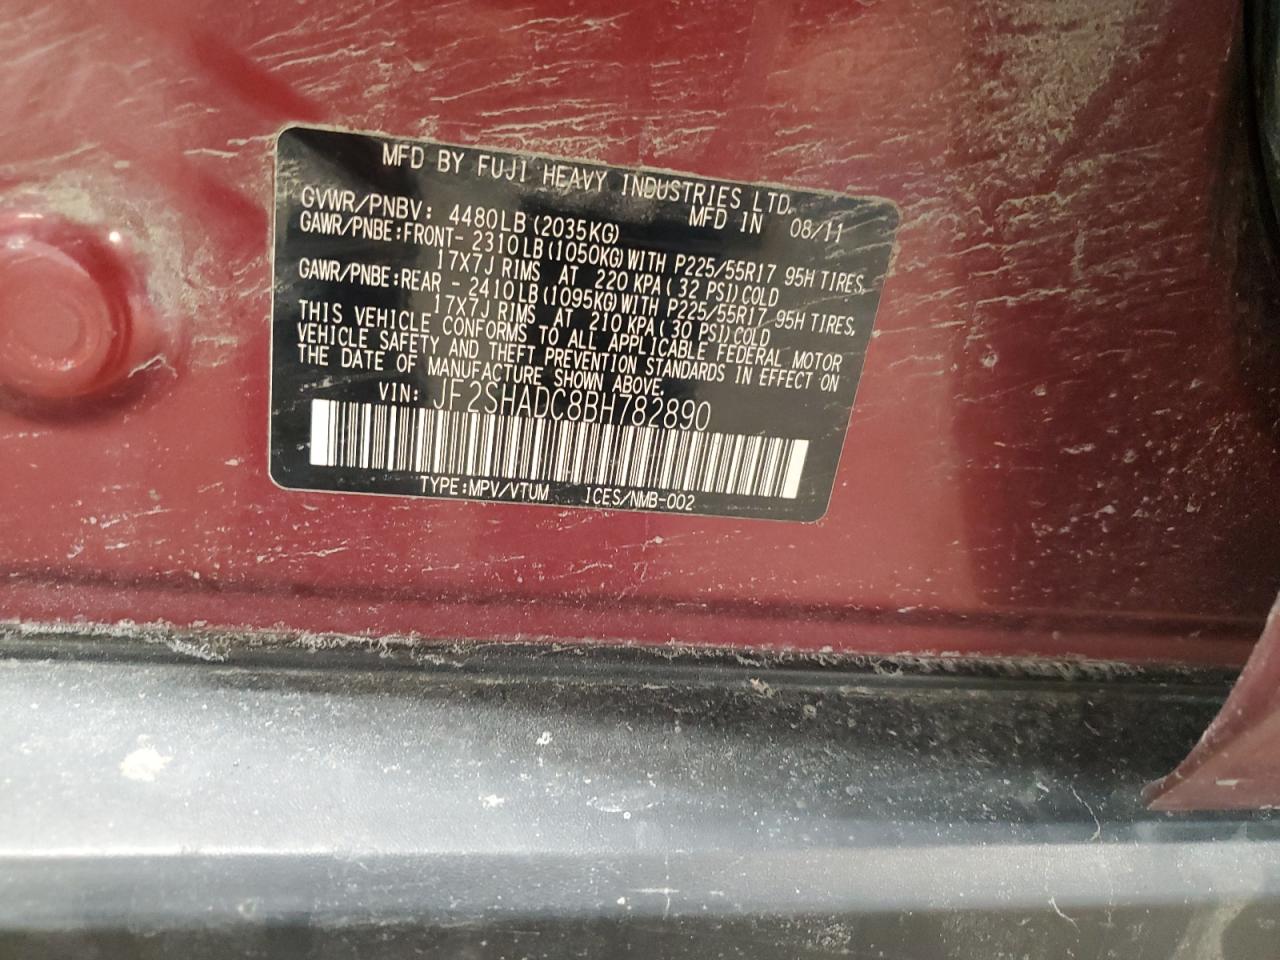 MFD BY FUJI HEAVY INDUSTRIES LTD.
MFD IN 08/11
GVWR/PNBV: 4480LB(2035KG)
GAWR/PNBE:FRONT- 2310LB(1050KG)WITH P225/55R17 95H TIRES,
17X7J RIMS AT 220 KPA(32 PSI)COLD
GAWR/PNBE:REAR - 2410LB(1095KG)WITH P225/55R17 95H TIRES,
17X7J RIMS AT 210 KPA(30 PSI)COLD
THIS VEHICLE CONFORMS TO ALL APPLICABLE FEDERAL MOTOR
VEHICLE SAFETY AND THEFT PREVENTION STANDARDS IN EFFECT ON
THE DATE OF MANUFACTURE SHOWN ABOVE.
VIN: JF2SHADC8BH782890
TYPE:MPV/VTUM ICES/NMB-002